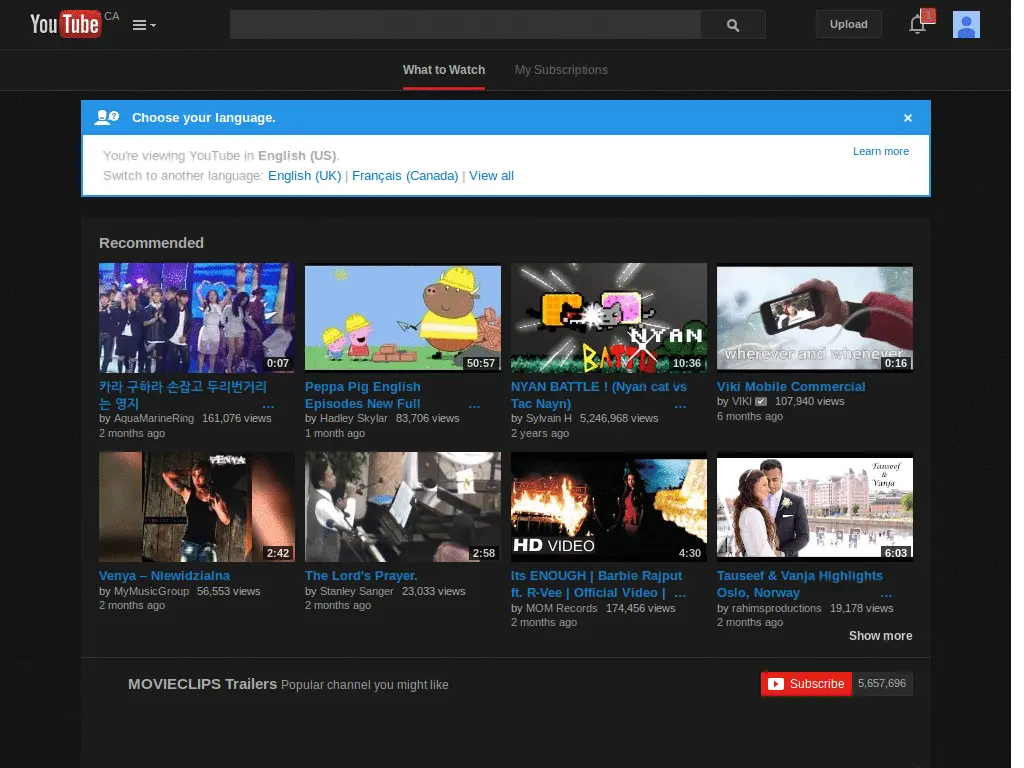 YouTube CA
Upload
1
What to Watch My Subscriptions
Choose your language. ×
You're viewing YouTube in English (US). Learn more
Switch to another language: English (UK) | Français (Canada) | View all
Recommended
0:07
카라 구하라 손잡고 두리번거리
는 영지 ...
by AquaMarineRing 161,076 views
2 months ago
50:57
Peppa Pig English
Episodes New Full ...
by Hadley Skylar 83,706 views
1 month ago
NYAN
BATTLE
10:36
NYAN BATTLE ! (Nyan cat vs
Tac Nayn) ...
by Sylvain H 5,246,968 views
2 years ago
wherever and whenever
0:16
Viki Mobile Commercial
by VIKI 107,940 views
6 months ago
VENYA
2:42
Venya – Niewidzialna
by MyMusicGroup 56,553 views
2 months ago
2:58
The Lord's Prayer.
by Stanley Sanger 23,033 views
2 months ago
HD VIDEO
4:30
Its ENOUGH | Barbie Rajput
ft. R-Vee | Official Video | ...
by MOM Records 174,456 views
2 months ago
Tauseef
&
Vanja
6:03
Tauseef & Vanja Highlights
Oslo, Norway ...
by rahimsproductions 19,178 views
2 months ago
Show more
MOVIECLIPS Trailers Popular channel you might like
Subscribe 5,657,696